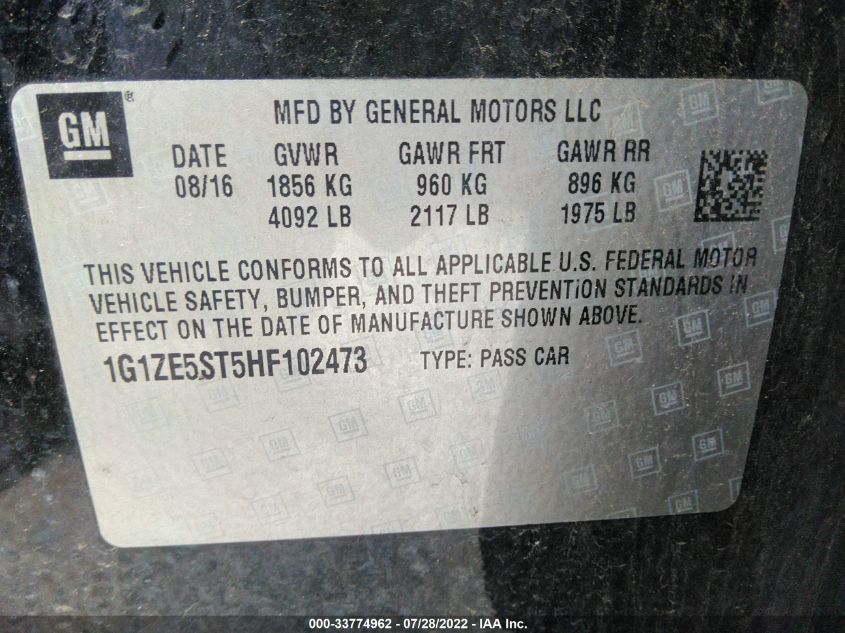 GM ®
MFD BY GENERAL MOTORS LLC
DATE GVWR GAWR FRT GAWR RR
08/16 1856 KG 960 KG 896 KG
4092 LB 2117 LB 1975 LB
THIS VEHICLE CONFORMS TO ALL APPLICABLE U.S. FEDERAL MOTOR
VEHICLE SAFETY, BUMPER, AND THEFT PREVENTION STANDARDS IN
EFFECT ON THE DATE OF MANUFACTURE SHOWN ABOVE.
1G1ZE5ST5HF102473 TYPE: PASS CAR
000-33774962 - 07/28/2022 - IAA Inc.